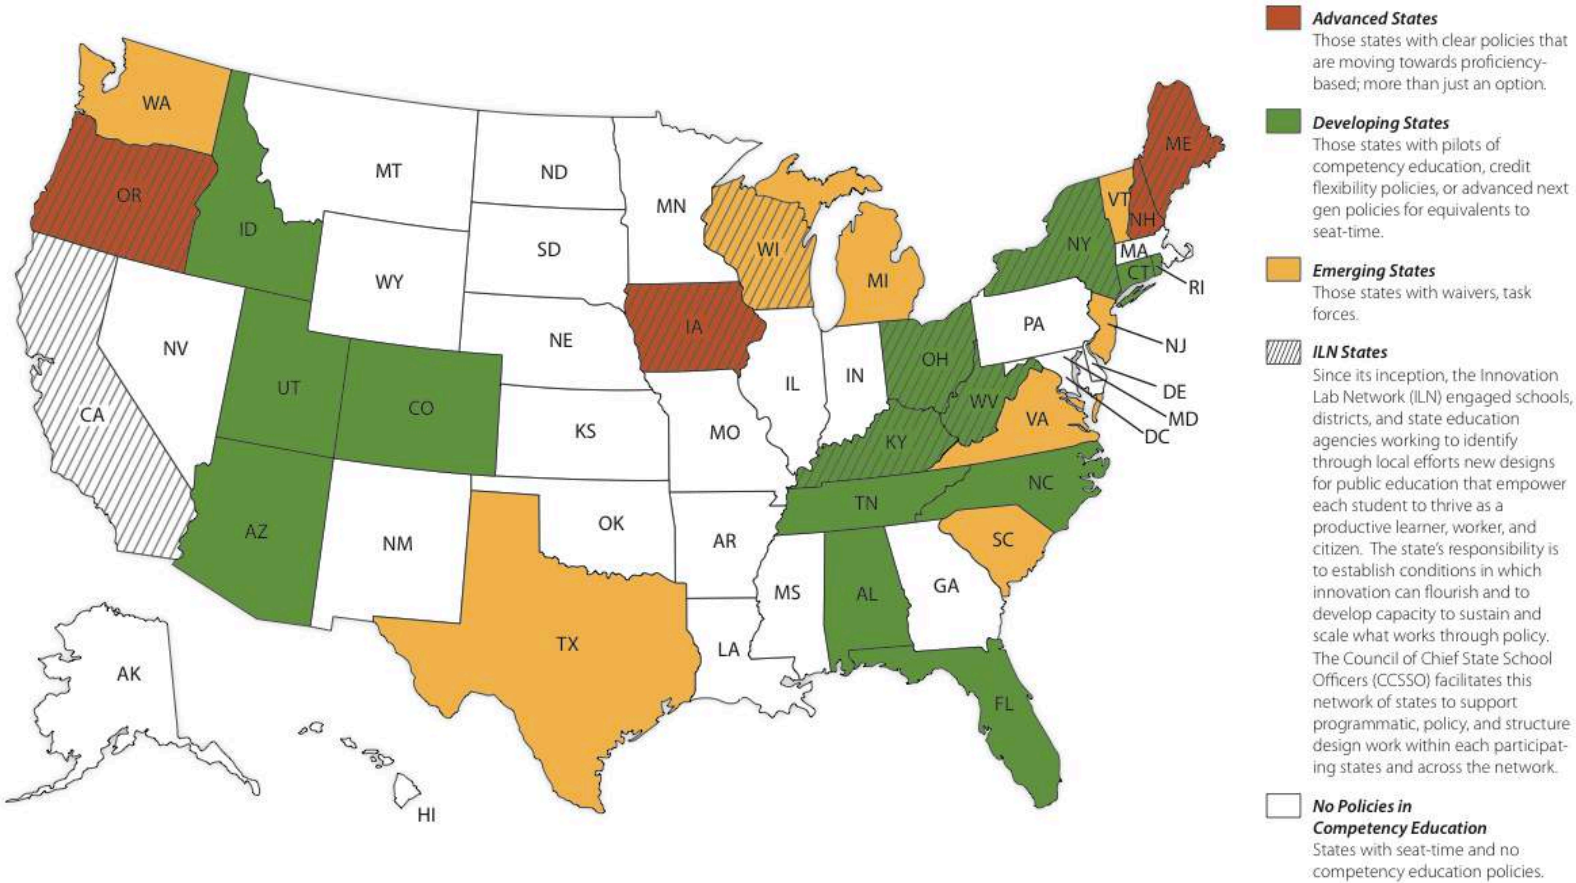 WA
OR
CA
ID
NV
UT
AZ
MT
WY
CO
NM
ND
SD
NE
KS
OK
TX
MN
IA
MO
AR
LA
WI
IL
MS
MI
IN
OH
KY
TN
AL
WV
VA
NC
SC
GA
FL
PA
NY
VT
NH
ME
MA
CT
RI
NJ
DE
MD
DC
AK
HI
Advanced States
Those states with clear policies that
are moving towards proficiency-
based; more than just an option.
Developing States
Those states with pilots of
competency education, credit
flexibility policies, or advanced next
gen policies for equivalents to
seat-time.
Emerging States
Those states with waivers, task
forces.
ILN States
Since its inception, the Innovation
Lab Network (ILN) engaged schools,
districts, and state education
agencies working to identify
through local efforts new designs
for public education that empower
each student to thrive as a
productive learner, worker, and
citizen. The state's responsibility is
to establish conditions in which
innovation can flourish and to
develop capacity to sustain and
scale what works through policy.
The Council of Chief State School
Officers (CCSSO) facilitates this
network of states to support
programmatic, policy, and structure
design work within each participat-
ing states and across the network.
No Policies in
Competency Education
States with seat-time and no
competency education policies.